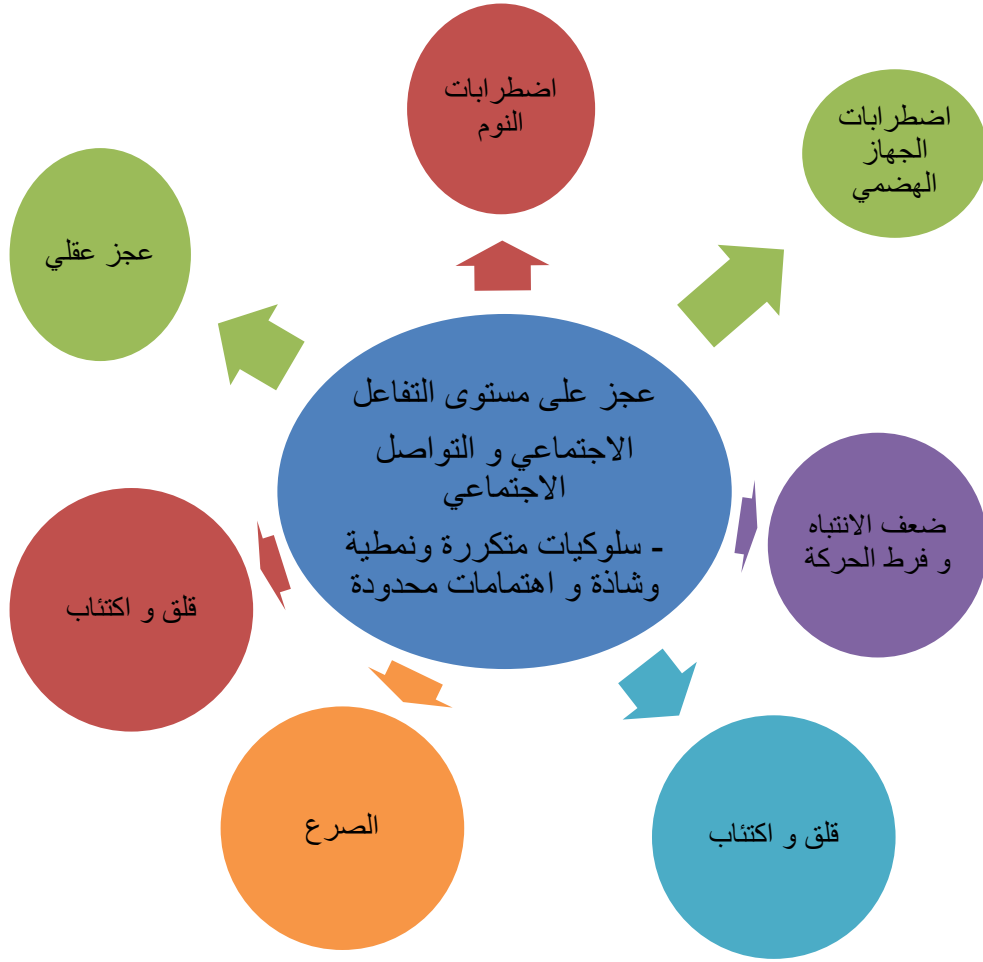 اضطرابات
النوم
اضطرابات
الجهاز
الهضمي
عجز عقلي
عجز على مستوى التفاعل
الاجتماعي و التواصل
الاجتماعي
- سلوكيات متكررة ونمطية
وشاذة و اهتمامات محدودة
ضعف الانتباه
و فرط الحركة
قلق و اكتئاب
الصرع
قلق و اكتئاب